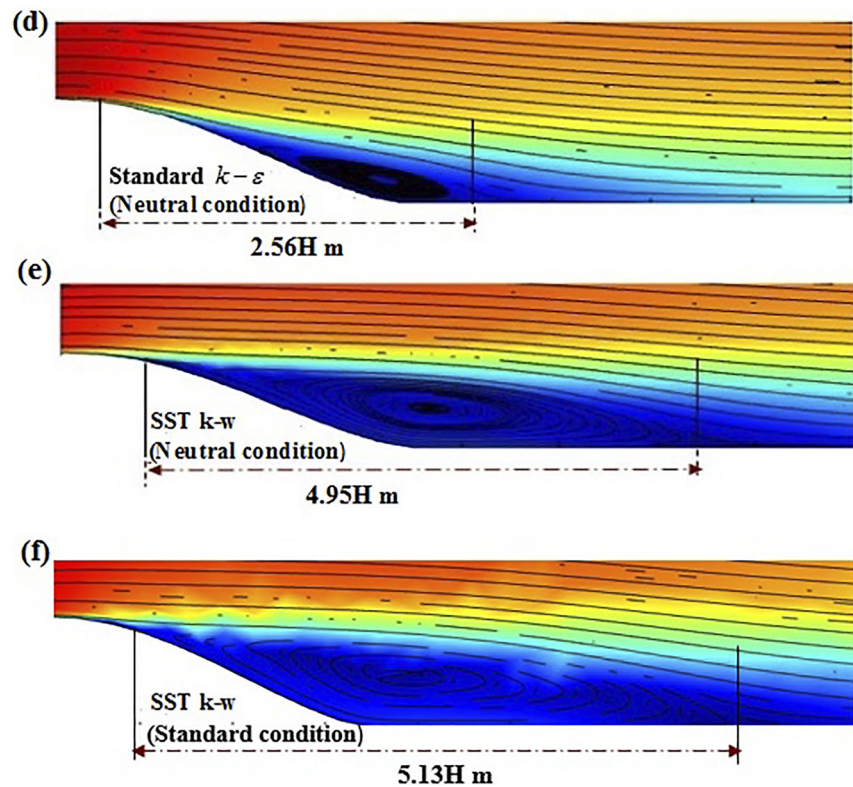 (d)
Standard k−ε
(Neutral condition)
2.56H m
(e)
SST k-w
(Neutral condition)
4.95H m
(f)
SST k-w
(Standard condition)
5.13H m